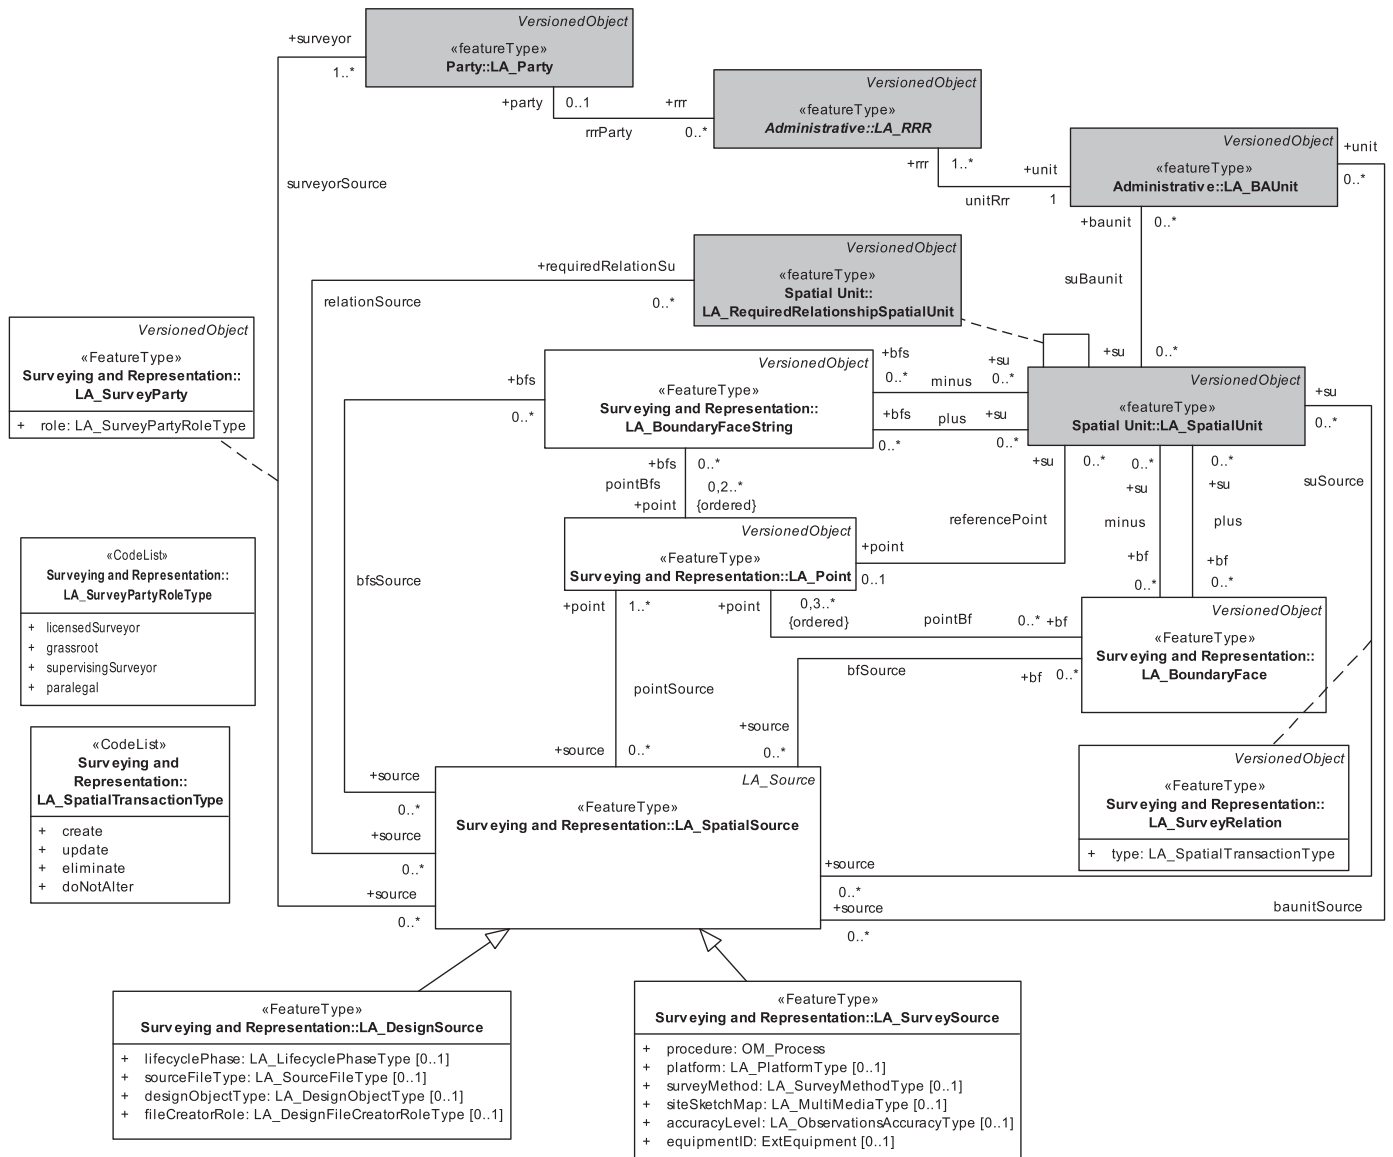 VersionedObject
«featureType»
Party::LA_Party
+surveyor
1..*
+party
0..1
+rrr
rrrParty
0..*
VersionedObject
«featureType»
Administrative::LA_RRR
+rrr
1..*
+unit
unitRrr
1
VersionedObject
«featureType»
Administrative::LA_BAUnit
+unit
0..*
+baunit
0..*
suBaunit
+su
0..*
surveyorSource
VersionedObject
«featureType»
Spatial Unit::
LA_RequiredRelationshipSpatialUnit
+requiredRelationSu
0..*
relationSource
VersionedObject
«FeatureType»
Surveying and Representation::
LA_SurveyParty
+ role: LA_SurveyPartyRoleType
VersionedObject
«FeatureType»
Surveying and Representation::
LA_BoundaryFaceString
+bfs
0..*
+bfs
0..*
minus
+su
0..*
+bfs
0..*
plus
+su
0..*
VersionedObject
«featureType»
Spatial Unit::LA_SpatialUnit
+su
0..*
suSource
+bfs
0..*
pointBfs
0,2..*
+point
{ordered}
+su
0..*
referencePoint
+point
0..1
0..*
+su
minus
+bf
0..*
0..*
+su
plus
+bf
0..*
VersionedObject
«FeatureType»
Surveying and Representation::LA_Point
+point
1..*
+point
0,3..*
{ordered}
pointBf
0..*
+bf
VersionedObject
«FeatureType»
Surveying and Representation::
LA_BoundaryFace
bfSource
+bf
0..*
bfsSource
pointSource
+source
0..*
+source
0..*
«CodeList»
Surveying and Representation::
LA_SurveyPartyRoleType
+ licensedSurveyor
+ grassroot
+ supervisingSurveyor
+ paralegal
«CodeList»
Surveying and
Representation::
LA_SpatialTransactionType
+ create
+ update
+ eliminate
+ doNotAlter
+source
0..*
+source
0..*
+source
0..*
LA_Source
«FeatureType»
Surveying and Representation::LA_SpatialSource
+source
0..*
+source
0..*
baunitSource
VersionedObject
«FeatureType»
Surveying and Representation::
LA_SurveyRelation
+ type: LA_SpatialTransactionType
«FeatureType»
Surveying and Representation::LA_DesignSource
+ lifecyclePhase: LA_LifecyclePhaseType [0..1]
+ sourceFileType: LA_SourceFileType [0..1]
+ designObjectType: LA_DesignObjectType [0..1]
+ fileCreatorRole: LA_DesignFileCreatorRoleType [0..1]
«FeatureType»
Surveying and Representation::LA_SurveySource
+ procedure: OM_Process
+ platform: LA_PlatformType [0..1]
+ surveyMethod: LA_SurveyMethodType [0..1]
+ siteSketchMap: LA_MultiMediaType [0..1]
+ accuracyLevel: LA_ObservationsAccuracyType [0..1]
+ equipmentID: ExtEquipment [0..1]